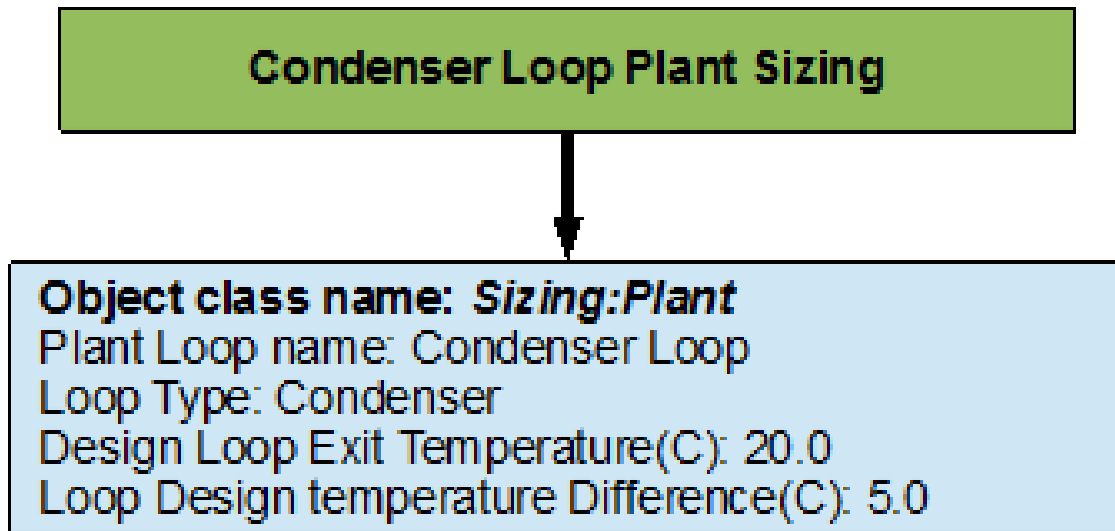 Condenser Loop Plant Sizing
Object class name: Sizing:Plant
Plant Loop name: Condenser Loop
Loop Type: Condenser
Design Loop Exit Temperature(C): 20.0
Loop Design temperature Difference(C): 5.0